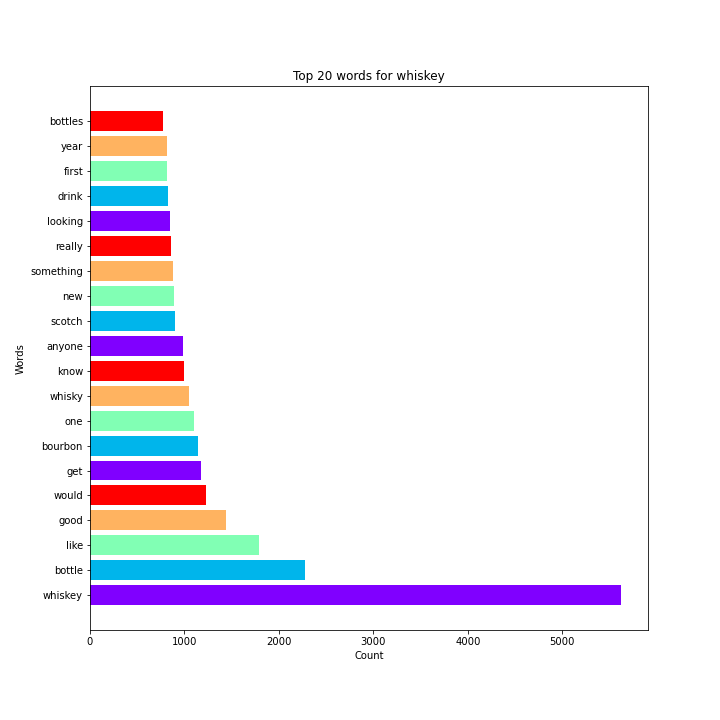 Top 20 words for whiskey
bottles
year
first
drink
looking
really
something
new
scotch
anyone
know
whisky
one
bourbon
get
would
good
like
bottle
whiskey
Words
0 1000 2000 3000 4000 5000
Count